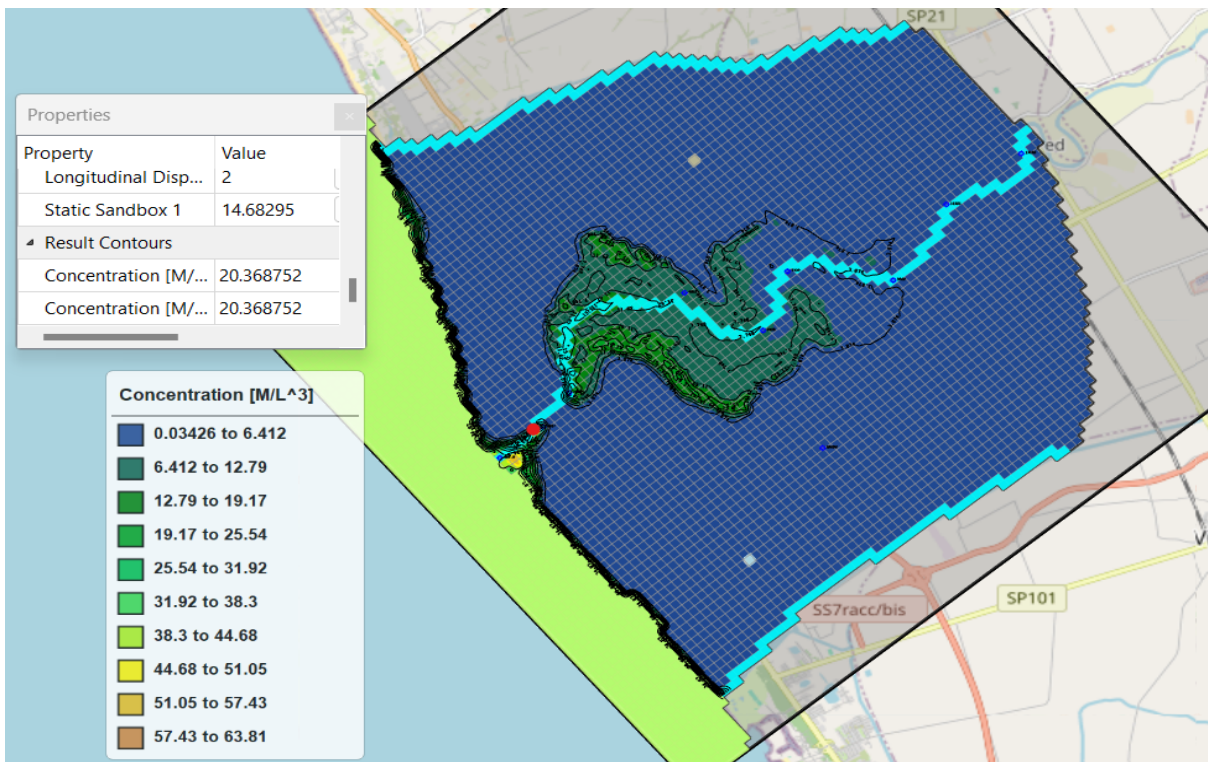 SP21
Properties
×
Property Value
Longitudinal Disp... 2
Static Sandbox 1 14.68295
Result Contours
Concentration [M/... 20.368752
Concentration [M/... 20.368752
ed
Concentration [M/L^3]
0.03426 to 6.412
6.412 to 12.79
12.79 to 19.17
19.17 to 25.54
25.54 to 31.92
31.92 to 38.3
38.3 to 44.68
44.68 to 51.05
51.05 to 57.43
57.43 to 63.81
SP101
SS7racc/bis